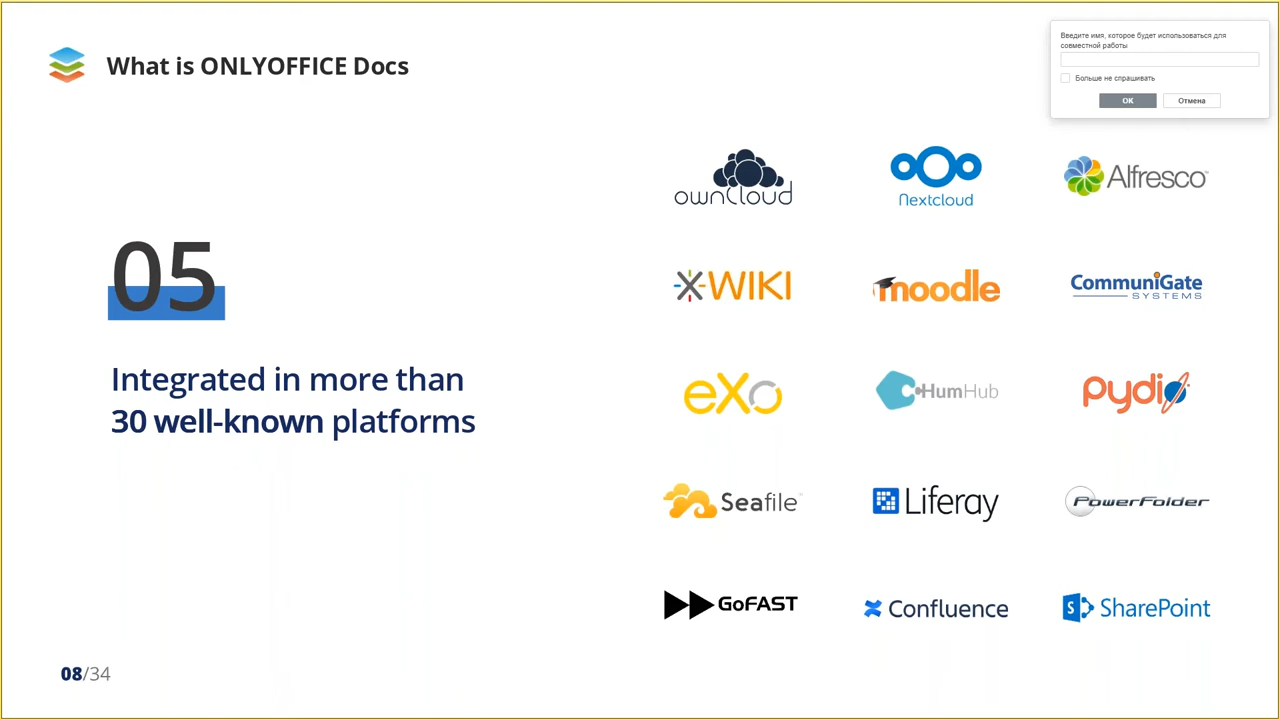 What is ONLYOFFICE Docs
Введите имя, которое будет использоваться для
совместной работы
Больше не спрашивать
OK
Отмена
ownCloud
Nextcloud
Alfresco
XWIKI
moodle
CommuniGate
SYSTEMS
05
Integrated in more than
30 well-known platforms
eXo
HumHub
pydio
Seafile
Liferay
PowerFolder
GoFAST
Confluence
S
SharePoint
08/34